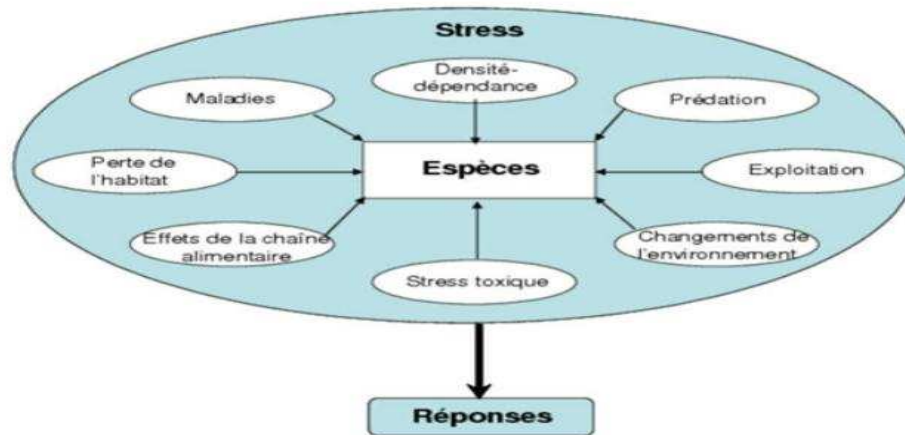 Stress
Densité-
dépendance
Maladies
Prédation
Perte de
l'habitat
Espèces
Exploitation
Effets de la chaîne
alimentaire
Changements de
l'environnement
Stress toxique
Réponses